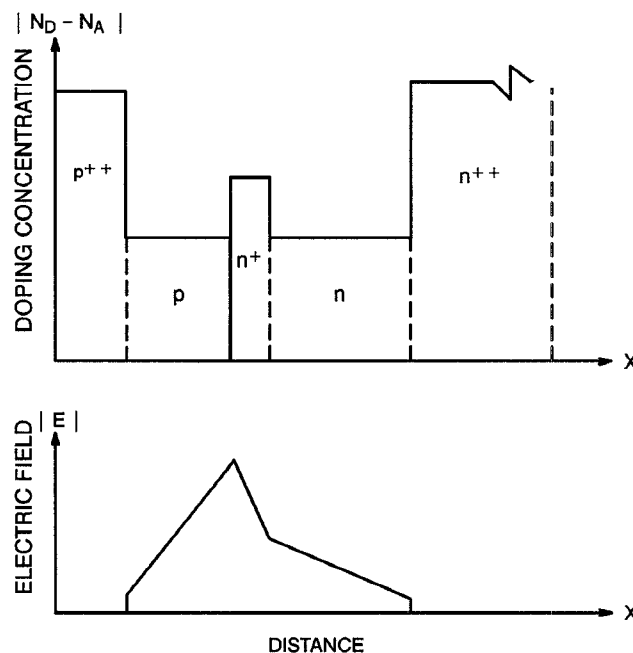 | N_D – N_A |
DOPING CONCENTRATION
p++
p
n+
n
n++
X
| E |
ELECTRIC FIELD
X
DISTANCE